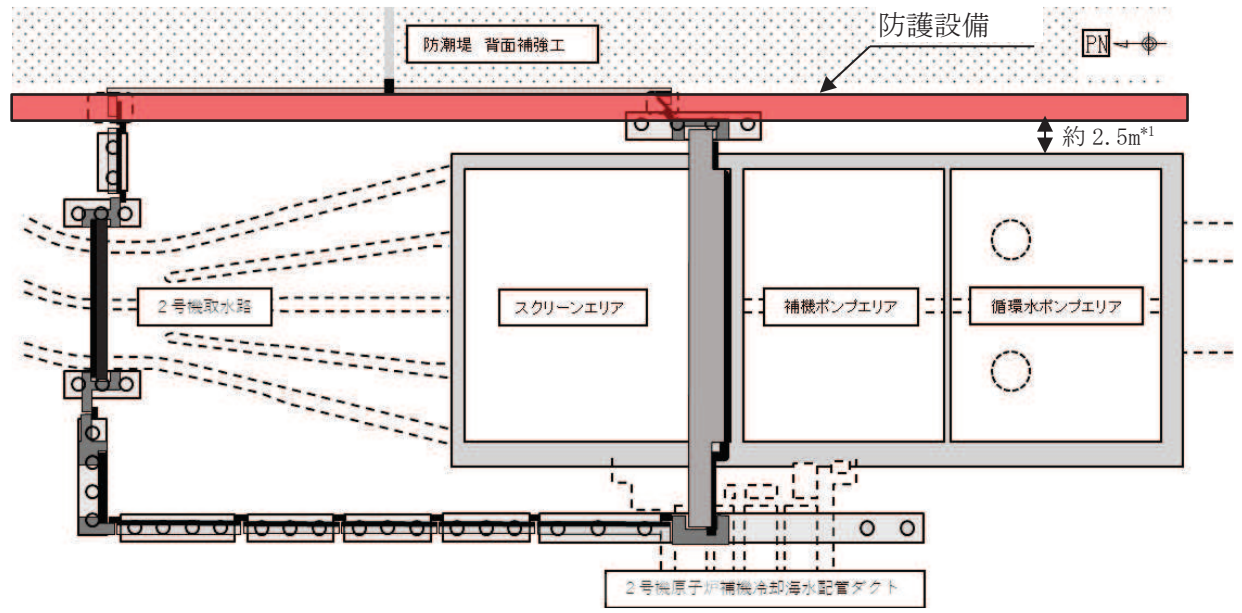 防護設備
防潮堤 背面補強工
PN
約 2.5m*1
2号機取水路
スクリーンエリア
補機ポンプエリア
循環水ポンプエリア
2号機原子炉補機冷却海水配管ダクト